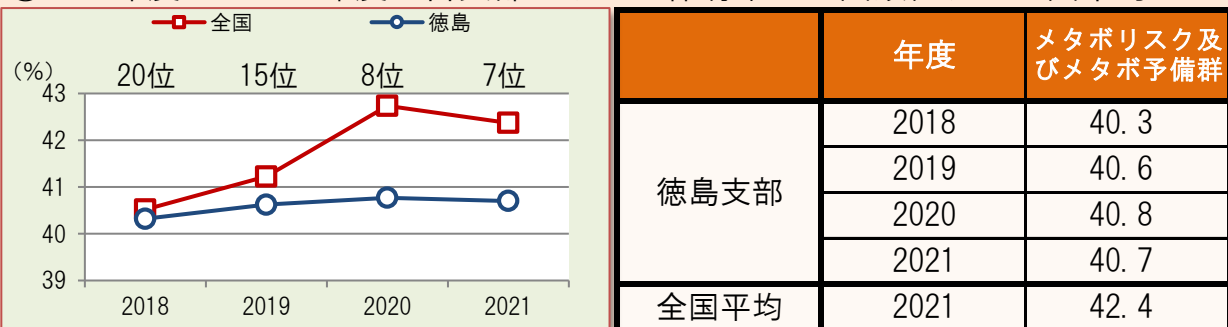 全国 徳島
(%) 20位 15位 8位 7位
43
42
41
40
39
2018 2019 2020 2021
年度 メタボリスク及びメタボ予備群
徳島支部
2018 40.3
2019 40.6
2020 40.8
2021 40.7
全国平均 2021 42.4